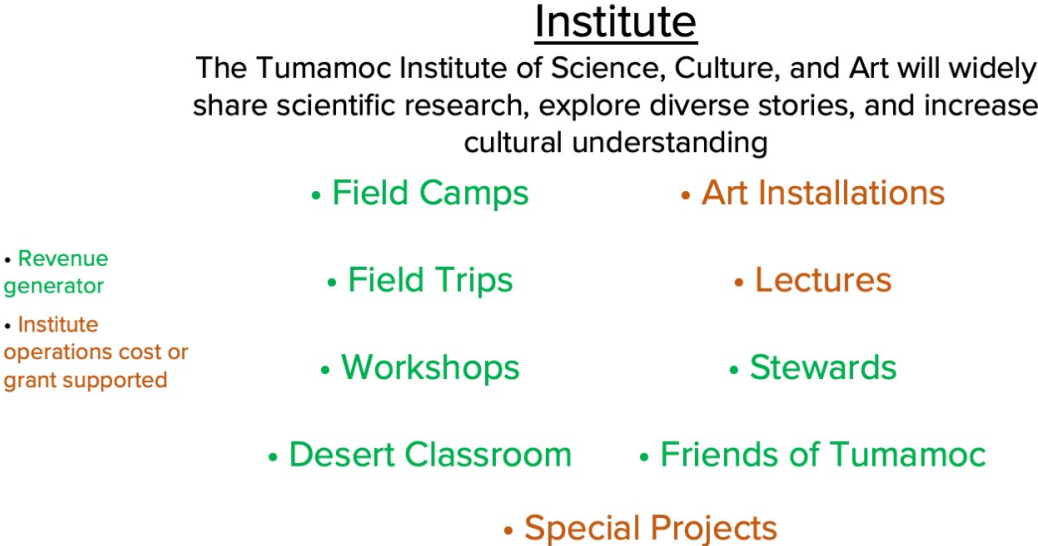 Institute
The Tumamoc Institute of Science, Culture, and Art will widely
share scientific research, explore diverse stories, and increase
cultural understanding
• Field Camps
• Art Installations
• Revenue
generator
• Field Trips
• Lectures
• Institute
operations cost or
grant supported
• Workshops
• Stewards
• Desert Classroom
• Friends of Tumamoc
• Special Projects